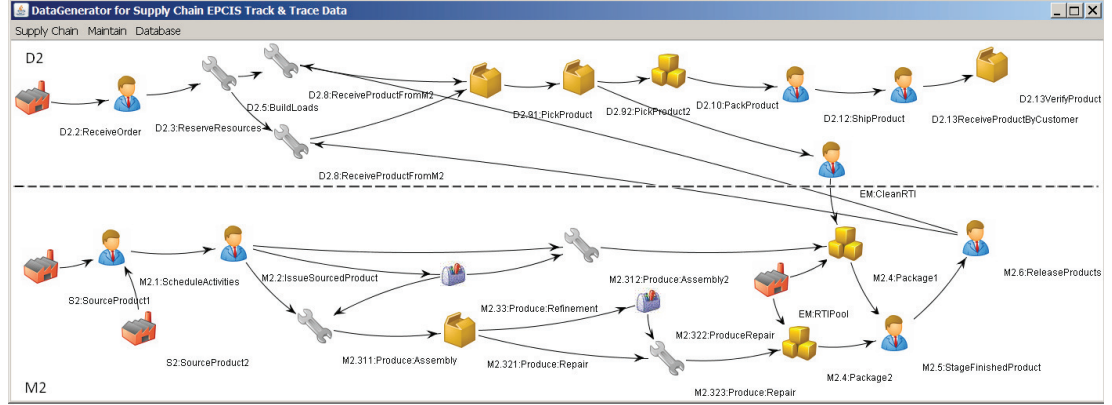 DataGenerator for Supply Chain EPCIS Track & Trace Data
Supply Chain Maintain Database
D2
D2.2:ReceiveOrder
D2.3:ReserveResources
D2.5:BuildLoads
D2.8:ReceiveProductFromM2
D2.8:ReceiveProductFromM2
D2.91:PickProduct
D2.92:PickProduct2
D2.10:PackProduct
D2.12:ShipProduct
D2.13ReceiveProductByCustomer
D2.13VerifyProduct
EM:CleanRTI
S2:SourceProduct1
M2.1:ScheduleActivities
M2.2:IssueSourcedProduct
S2:SourceProduct2
M2.33:Produce:Refinement
M2.312:Produce:Assembly2
M2.311:Produce:Assembly
M2.321:Produce:Repair
M2:322:ProduceRepair
M2.323:Produce:Repair
EM:RTIPool
M2.4:Package1
M2.4:Package2
M2.5:StageFinishedProduct
M2.6:ReleaseProducts
M2